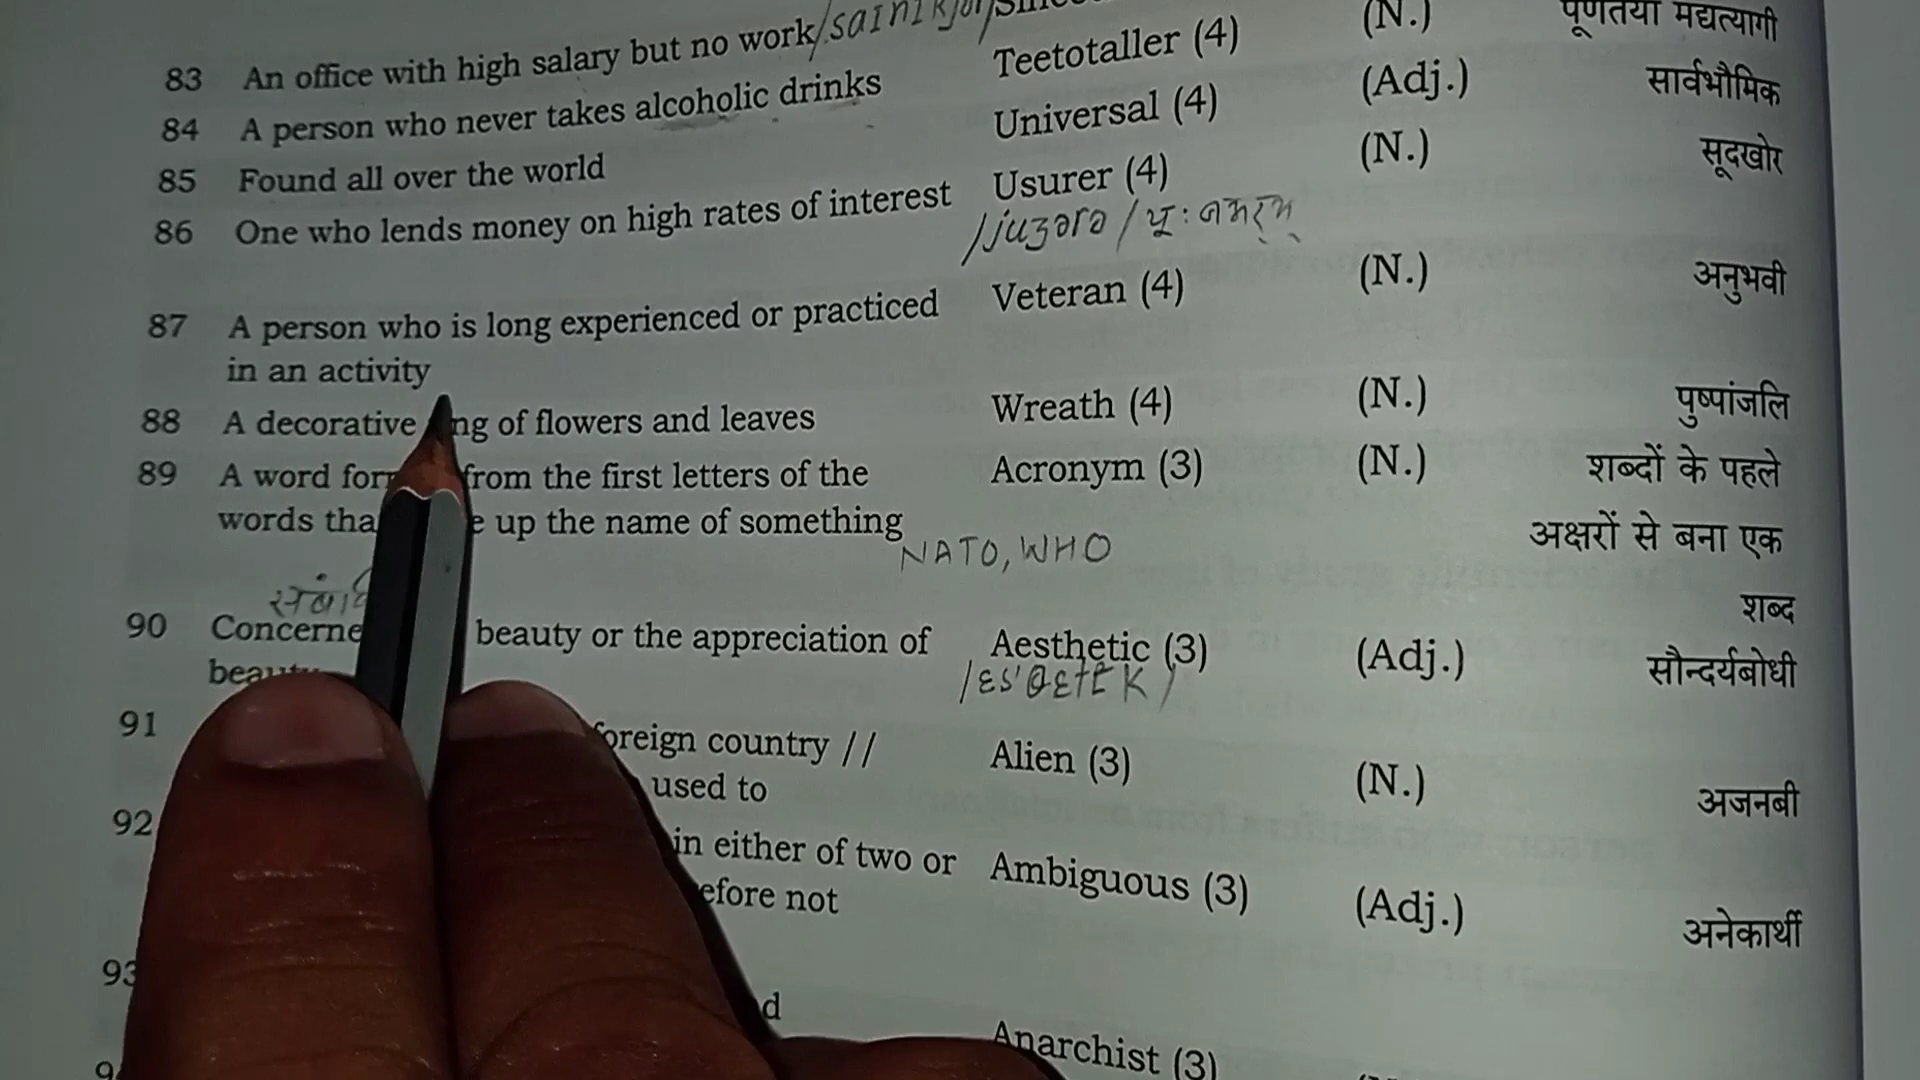 83 An office with high salary but no work /sainikjʊr/
84 A person who never takes alcoholic drinks Teetotaller (4) (N.) पूर्णतया मद्यत्यागी
85 Found all over the world Universal (4) (Adj.) सार्वभौमिक
86 One who lends money on high rates of interest Usurer (4) (N.) सूदखोर
/juʒərə/
87 A person who is long experienced or practiced Veteran (4) (N.) अनुभवी
in an activity
88 A decorative of flowers and leaves Wreath (4) (N.) पुष्पांजलि
89 A word from the first letters of the Acronym (3) (N.) शब्दों के पहले
words up the name of something अक्षरों से बना एक
NATO, WHO
शब्द
90 beauty or the appreciation of Aesthetic (3) (Adj.) सौन्दर्यबोधी
/ɛs'θɛtɪk/
91 foreign country // Alien (3) (N.) अजनबी
used to
92 in either of two or Ambiguous (3) (Adj.) अनेकार्थी
not
93
Anarchist (3)